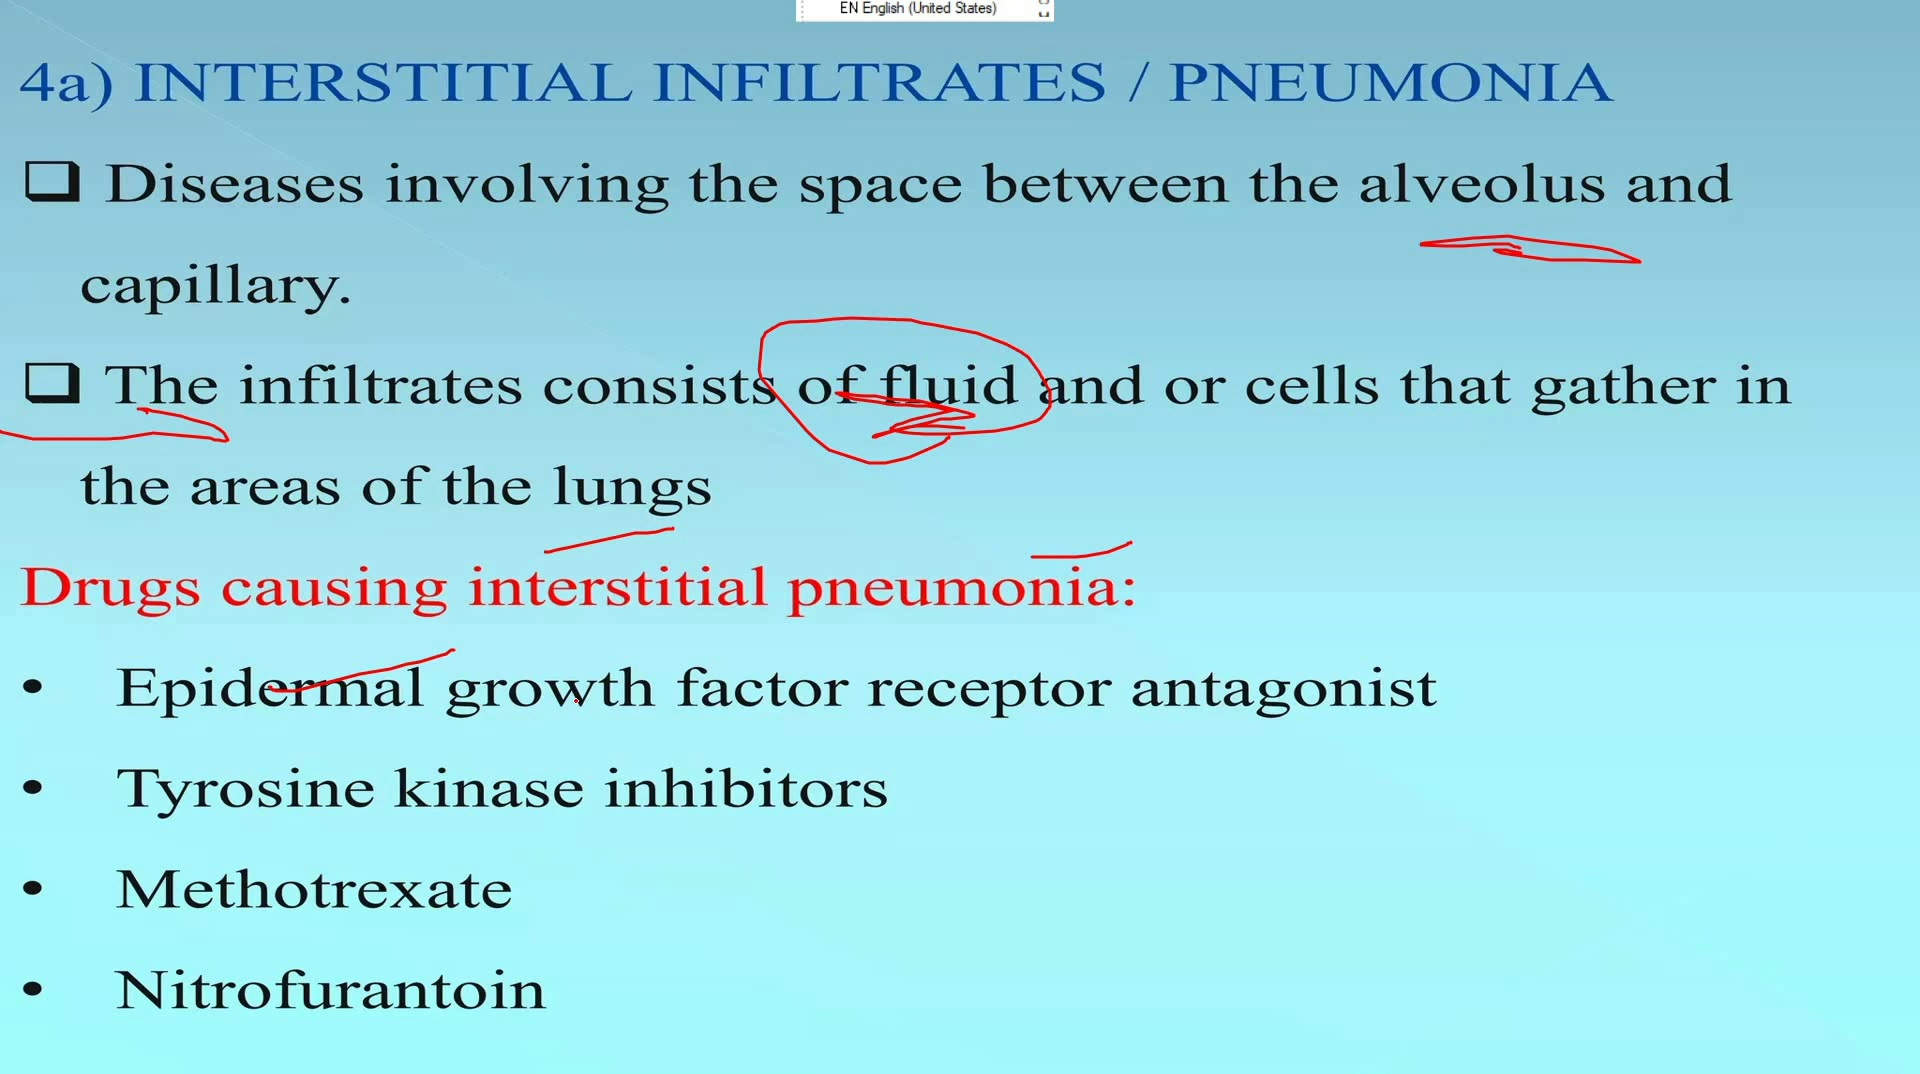 EN English (United States)
4a) INTERSTITIAL INFILTRATES / PNEUMONIA
❑ Diseases involving the space between the alveolus and
capillary.
❑ The infiltrates consists of fluid and or cells that gather in
the areas of the lungs
Drugs causing interstitial pneumonia:
• Epidermal growth factor receptor antagonist
• Tyrosine kinase inhibitors
• Methotrexate
• Nitrofurantoin